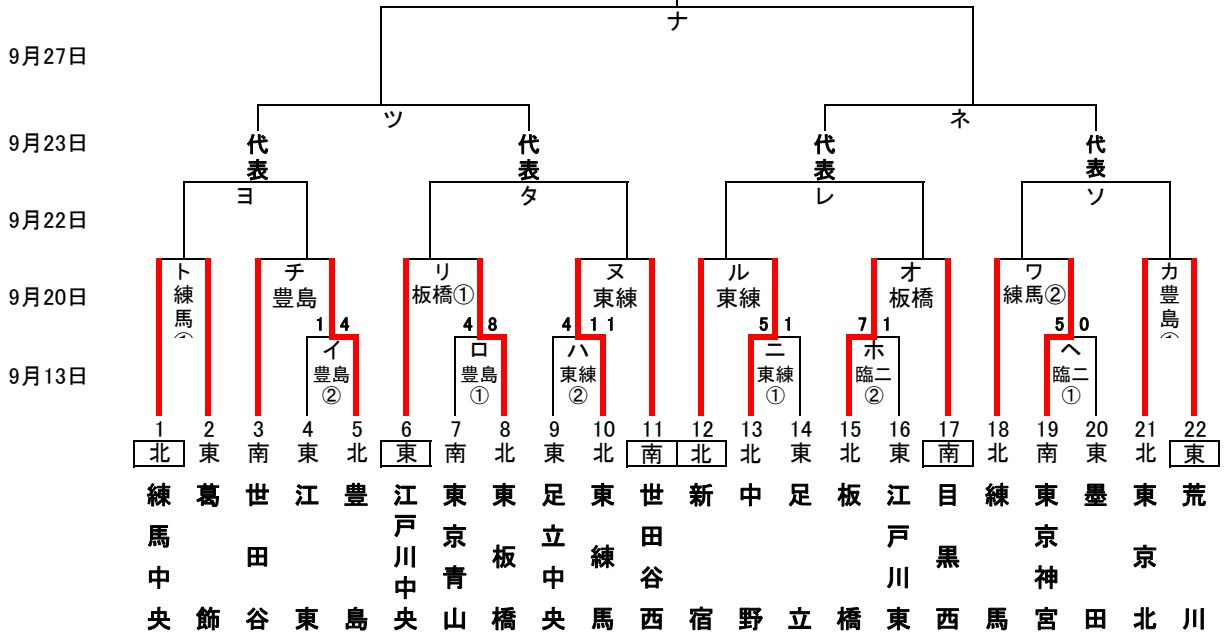 ナ
9月27日
ツ ネ
9月23日
代表 代表 代表 代表
ヨ タ レ ソ
9月22日
ト チ リ ヌ ル オ ワ カ
9月20日
練馬 豊島 板橋① 東練 東練 板橋 練馬② 豊島
1 4 4 8 4 11 5 1 7 1 5 0
イ ロ ハ ニ ホ ヘ
9月13日
豊島② 豊島① 東練② 東練① 臨二② 臨二①
1 2 3 4 5 6 7 8 9 10 11 12 13 14 15 16 17 18 19 20 21 22
北 東 南 東 北 東 南 北 東 北 南 北 北 東 北 東 南 北 南 東 北 東
練馬中央
葛飾
世田谷
江東
豊島
江戸川中央
東京青山
東板橋
足立中央
東練馬
世田谷西
新宿
中野
足立
板橋
江戸川東
目黒西
練馬
東京神宮
墨田
東京北
荒川